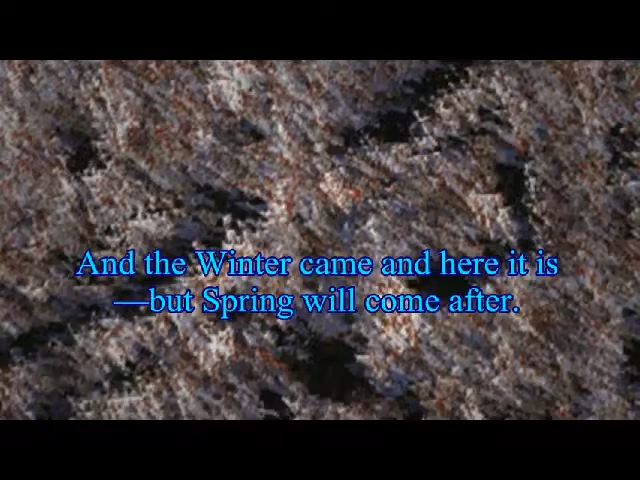 And the Winter came and here it is
—but Spring will come after.